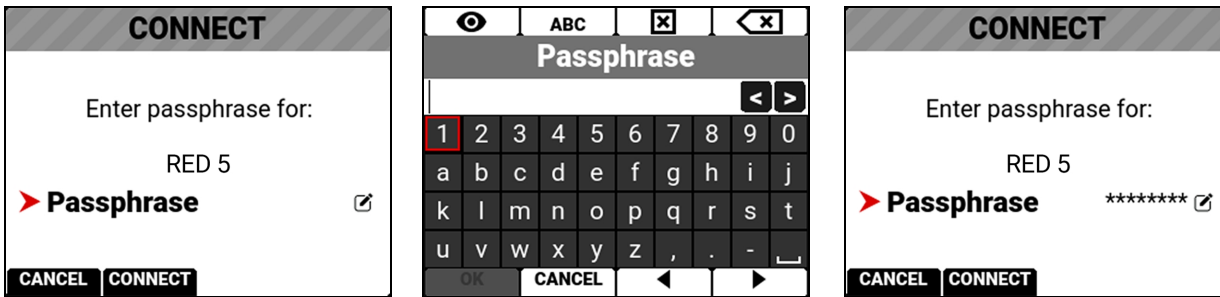 CONNECT
Enter passphrase for:
RED 5
Passphrase
CANCEL CONNECT
ABC
Passphrase
< >
1 2 3 4 5 6 7 8 9 0
a b c d e f g h i j
k l m n o p q r s t
u v w x y z , . -
OK CANCEL
CONNECT
Enter passphrase for:
RED 5
Passphrase ********
CANCEL CONNECT